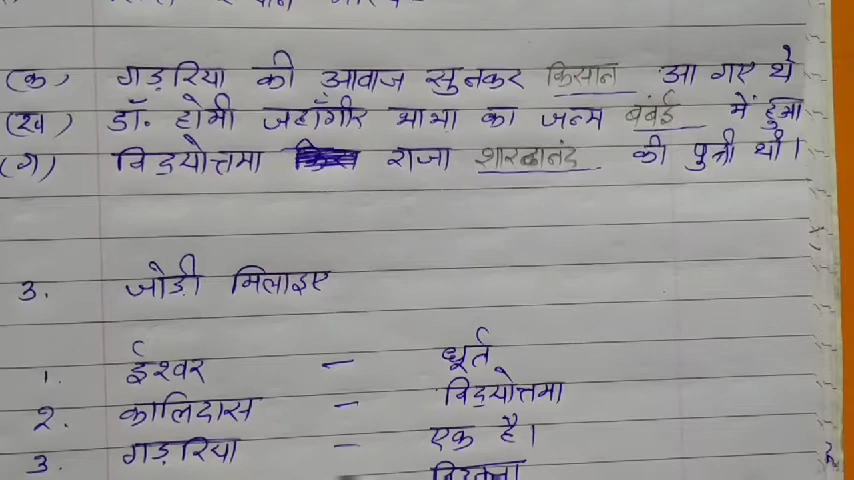 (क) गड़रिया की आवाज सुनकर किसान आ गए थे
(ख) डॉ. होमी जहाँगीर भाभा का जन्म बंबई में हुआ
(ग) विद्योत्तमा राजा शारदानंद की पुत्री थी।
3. जोड़ी मिलाइए
1. ईश्वर - धूर्त
2. कालिदास - विद्योत्तमा
3. गड़रिया - एक है।